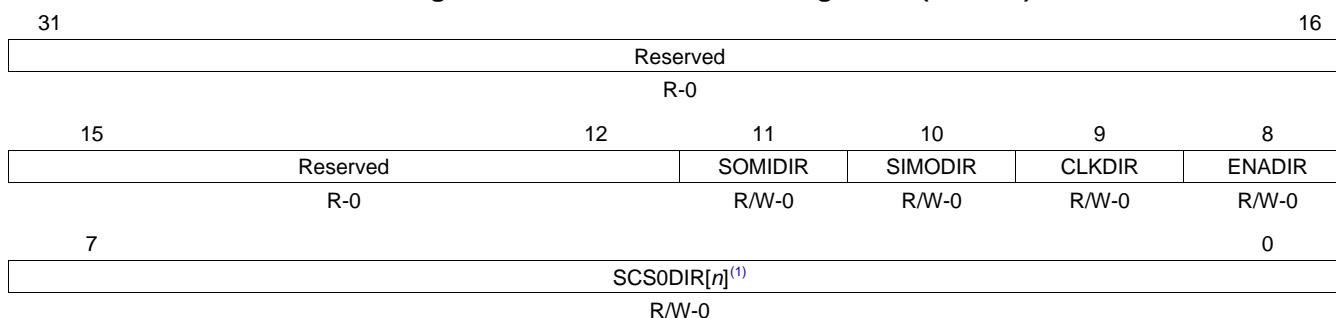 31 16
Reserved
R-0
15 12 11 10 9 8
Reserved SOMIDIR SIMODIR CLKDIR ENADIR
R-0 R/W-0 R/W-0 R/W-0 R/W-0
7 0
SCS0DIR[n](1)
R/W-0